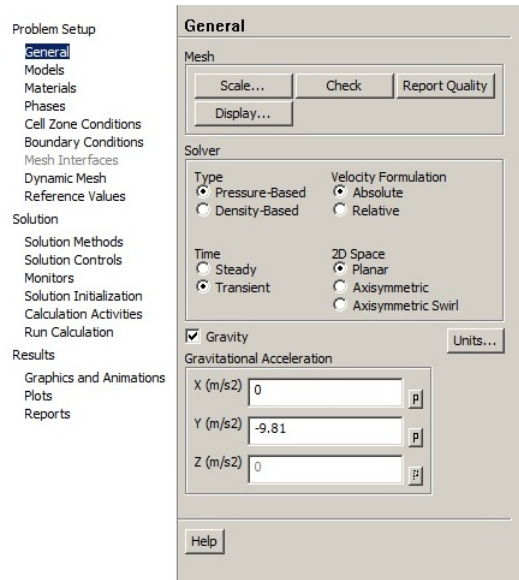 Problem Setup
General
Models
Materials
Phases
Cell Zone Conditions
Boundary Conditions
Mesh Interfaces
Dynamic Mesh
Reference Values
Solution
Solution Methods
Solution Controls
Monitors
Solution Initialization
Calculation Activities
Run Calculation
Results
Graphics and Animations
Plots
Reports
General
Mesh
Scale... Check Report Quality
Display...
Solver
Type Velocity Formulation
Pressure-Based Absolute
Density-Based Relative
Time 2D Space
Steady Planar
Transient Axisymmetric
Axisymmetric Swirl
Gravity Units...
Gravitational Acceleration
X (m/s2) 0 P
Y (m/s2) -9.81 P
Z (m/s2) 0 P
Help